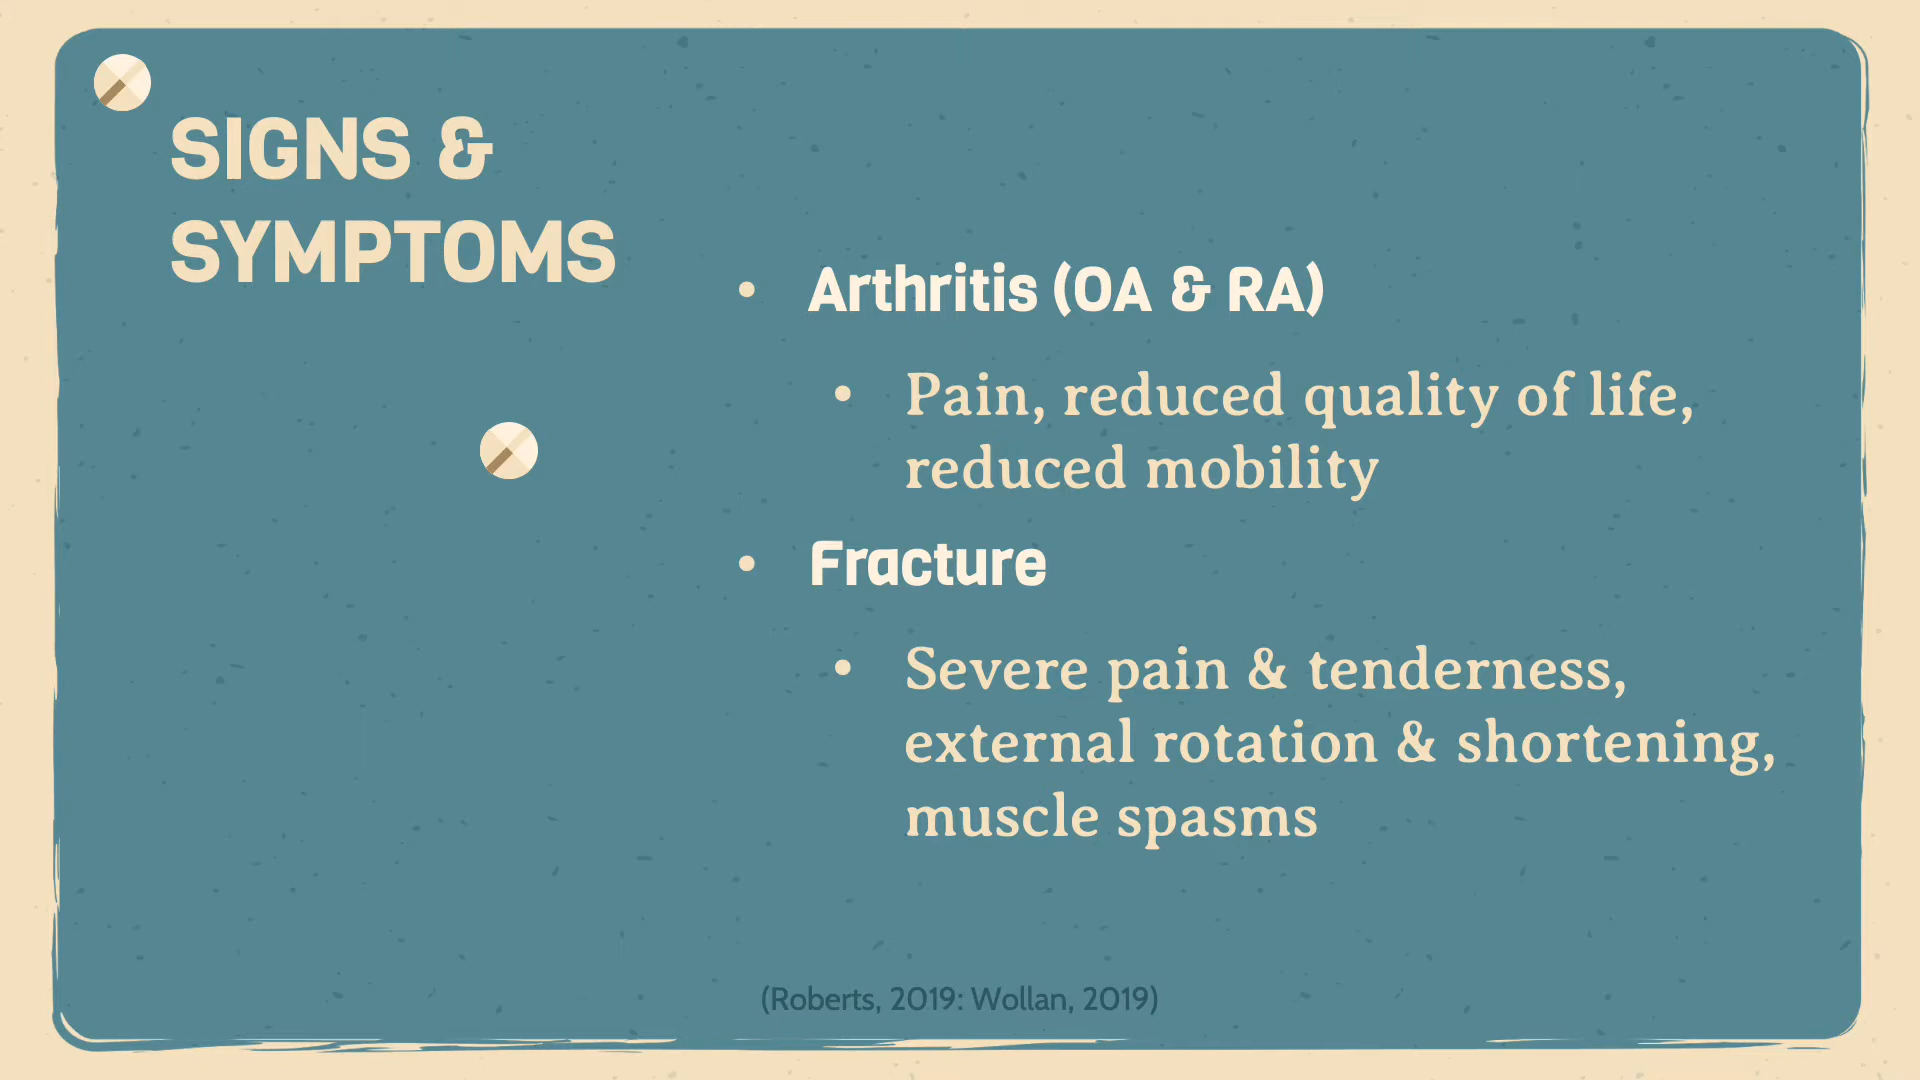 SIGNS &
SYMPTOMS
• Arthritis (OA & RA)
• Pain, reduced quality of life,
reduced mobility
• Fracture
• Severe pain & tenderness,
external rotation & shortening,
muscle spasms
(Roberts, 2019: Wollan, 2019)